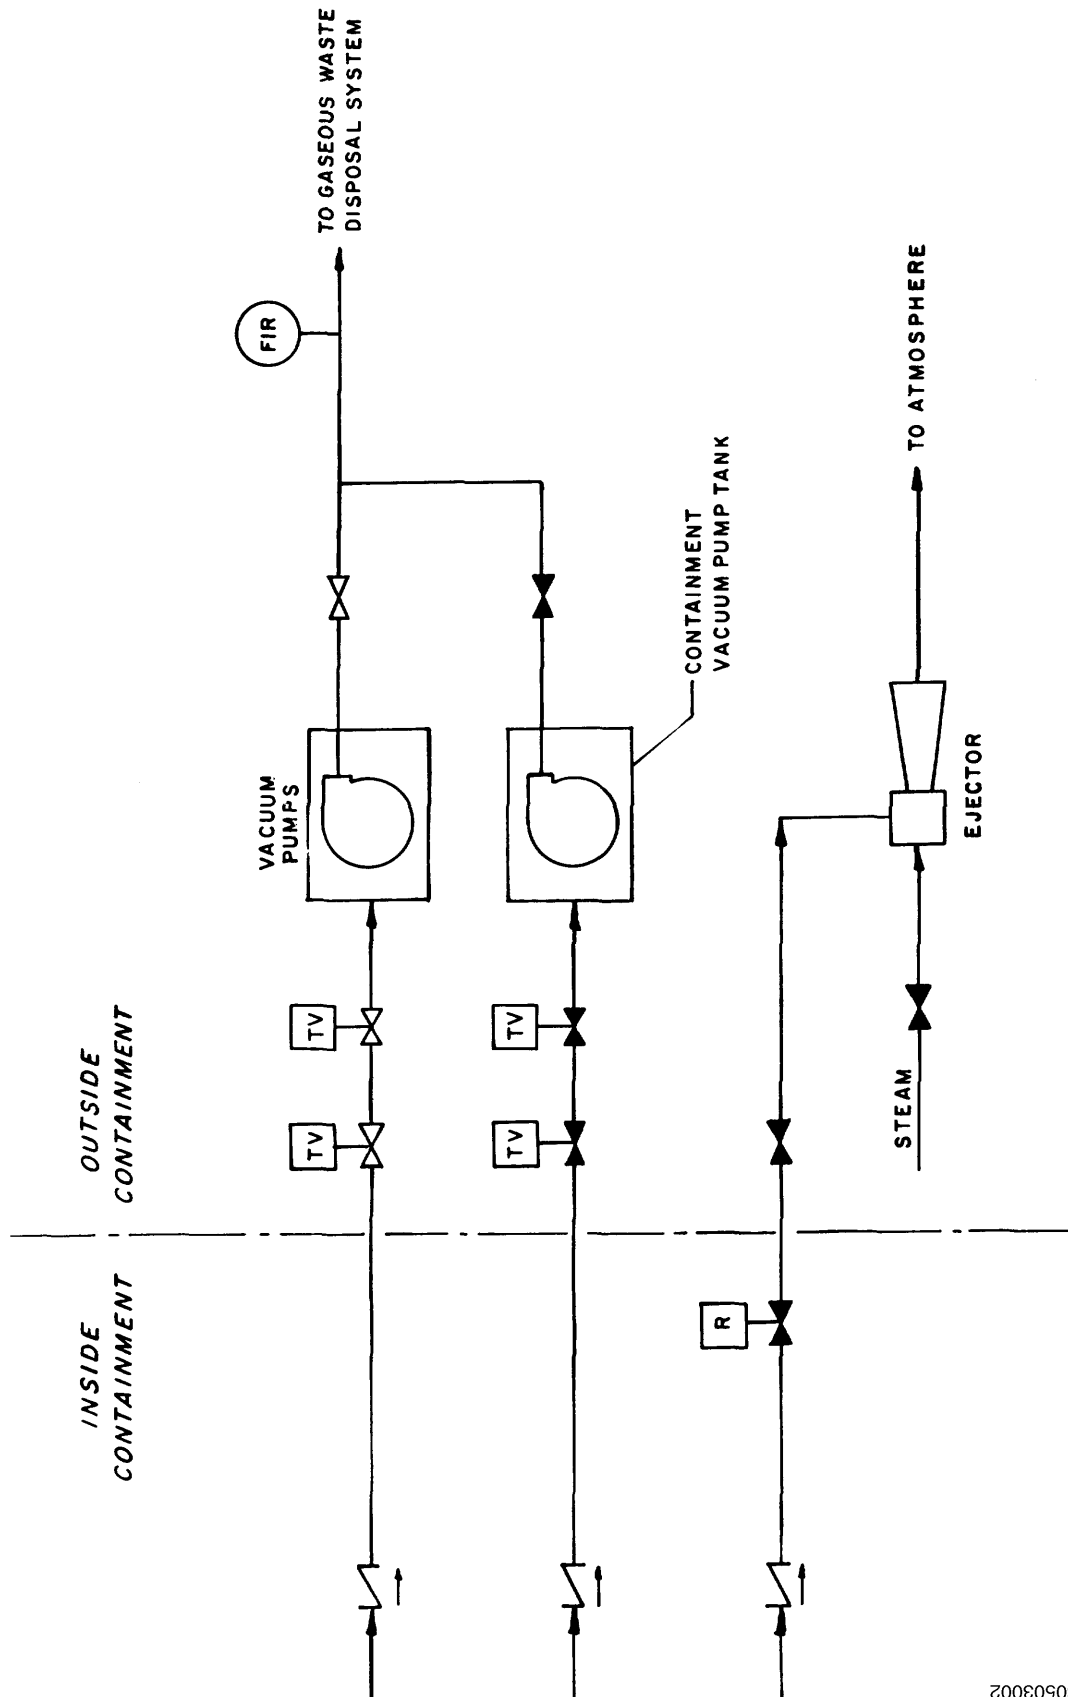 INSIDE
CONTAINMENT
OUTSIDE
CONTAINMENT
TV
TV
VACUUM
PUMPS
FIR
TO GASEOUS WASTE
DISPOSAL SYSTEM
TV
TV
CONTAINMENT
VACUUM PUMP TANK
R
STEAM
EJECTOR
TO ATMOSPHERE
0503002